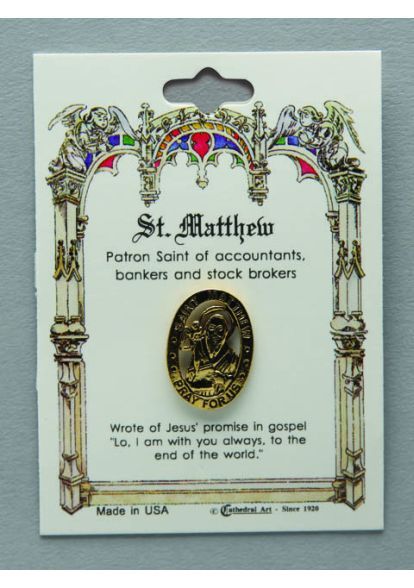 St. Matthew
Patron Saint of accountants,
bankers and stock brokers
SAINT MATTHEW
PRAY FOR US
Wrote of Jesus' promise in gospel
"Lo, I am with you always, to the
end of the world."
Made in USA
© Cathedral Art - Since 1920